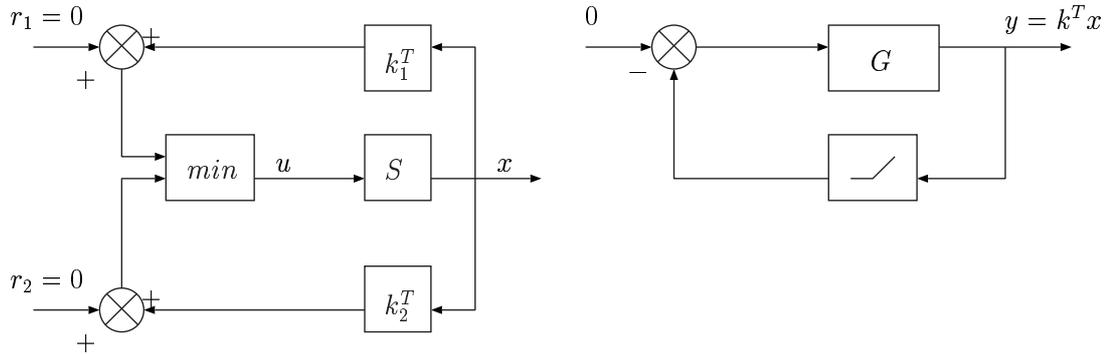 r_1 = 0
+
k_1^T
+
min
u
S
x
r_2 = 0
+
k_2^T
+
0
−
G
y = k^T x